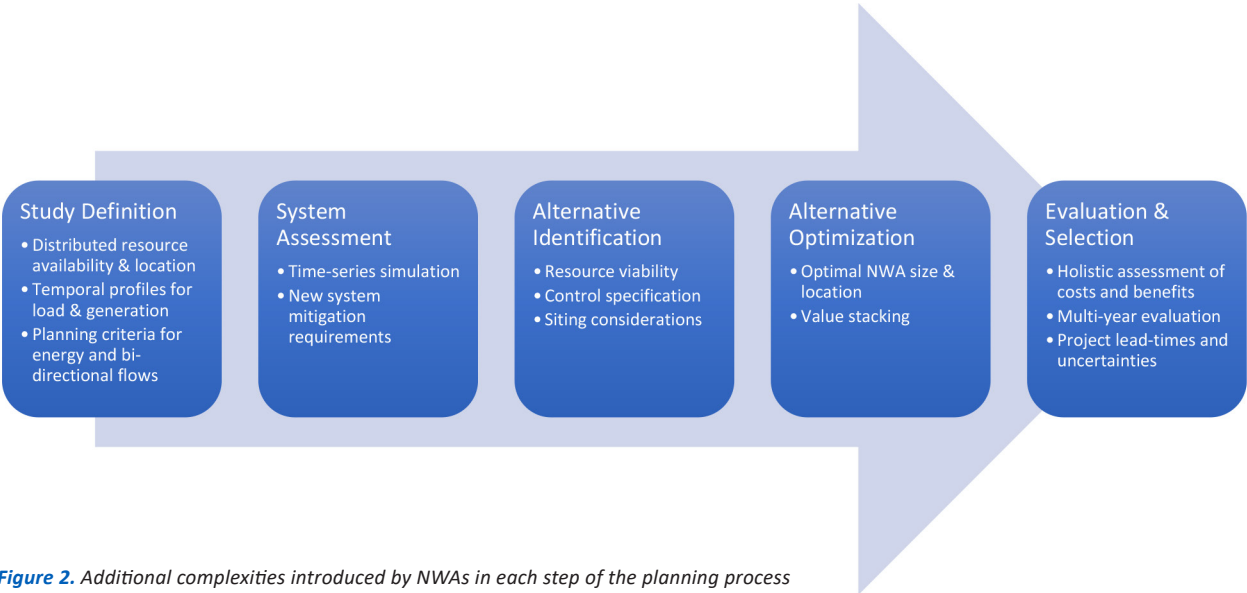 Study Definition
• Distributed resource
availability & location
• Temporal profiles for
load & generation
• Planning criteria for
energy and bi-
directional flows
System
Assessment
• Time-series simulation
• New system
mitigation
requirements
Alternative
Identification
• Resource viability
• Control specification
• Siting considerations
Alternative
Optimization
• Optimal NWA size &
location
• Value stacking
Evaluation &
Selection
• Holistic assessment of
costs and benefits
• Multi-year evaluation
• Project lead-times and
uncertainties
Figure 2. Additional complexities introduced by NWAs in each step of the planning process